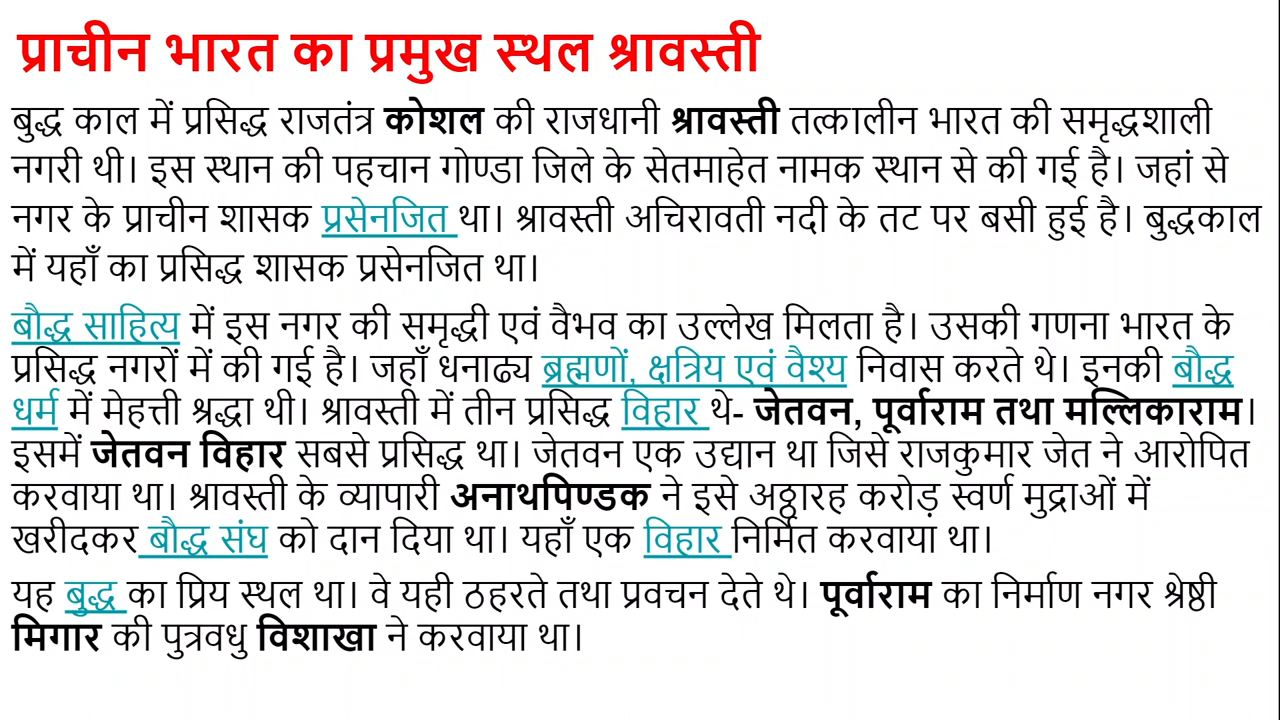 प्राचीन भारत का प्रमुख स्थल श्रावस्ती
बुद्ध काल में प्रसिद्ध राजतंत्र कोशल की राजधानी श्रावस्ती तत्कालीन भारत की समृद्धशाली
नगरी थी। इस स्थान की पहचान गोण्डा जिले के सेतमाहेत नामक स्थान से की गई है। जहां से
नगर के प्राचीन शासक प्रसेनजित था। श्रावस्ती अचिरावती नदी के तट पर बसी हुई है। बुद्धकाल
में यहाँ का प्रसिद्ध शासक प्रसेनजित था।
बौद्ध साहित्य में इस नगर की समृद्धी एवं वैभव का उल्लेख मिलता है। उसकी गणना भारत के
प्रसिद्ध नगरों में की गई है। जहाँ धनाढ्य ब्रह्मणों, क्षत्रिय एवं वैश्य निवास करते थे। इनकी बौद्ध
धर्म में मेहत्ती श्रद्धा थी। श्रावस्ती में तीन प्रसिद्ध विहार थे- जेतवन, पूर्वाराम तथा मल्लिकाराम।
इसमें जेतवन विहार सबसे प्रसिद्ध था। जेतवन एक उद्यान था जिसे राजकुमार जेत ने आरोपित
करवाया था। श्रावस्ती के व्यापारी अनाथपिण्डक ने इसे अठ्ठारह करोड़ स्वर्ण मुद्राओं में
खरीदकर बौद्ध संघ को दान दिया था। यहाँ एक विहार निर्मित करवाया था।
यह बुद्ध का प्रिय स्थल था। वे यही ठहरते तथा प्रवचन देते थे। पूर्वाराम का निर्माण नगर श्रेष्ठी
मिगार की पुत्रवधु विशाखा ने करवाया था।